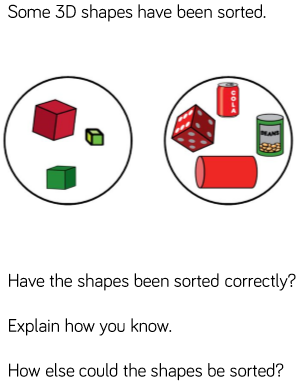 Some 3D shapes have been sorted.
COLA
BEANS
Have the shapes been sorted correctly?
Explain how you know.
How else could the shapes be sorted?